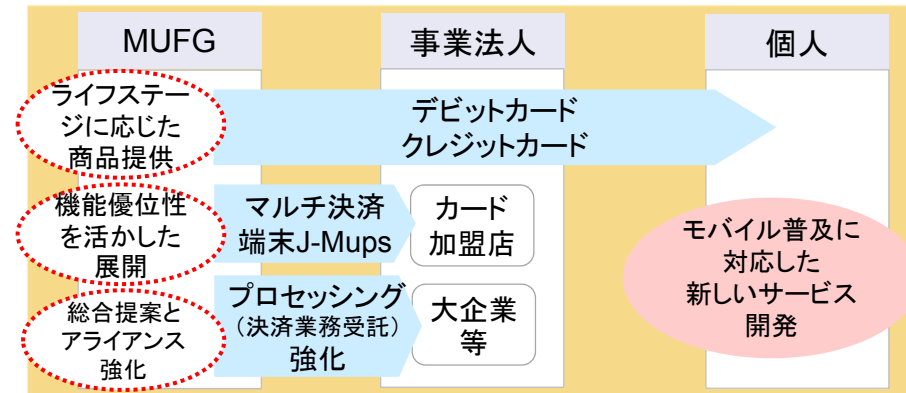 MUFG
事業法人
個人
ライフステー
ジに応じた
商品提供
デビットカード
クレジットカード
機能優位性
を活かした
展開
マルチ決済
端末J-Mups
カード
加盟店
総合提案と
アライアンス
強化
プロセッシング
（決済業務受託）
強化
大企業
等
モバイル普及に
対応した
新しいサービス
開発